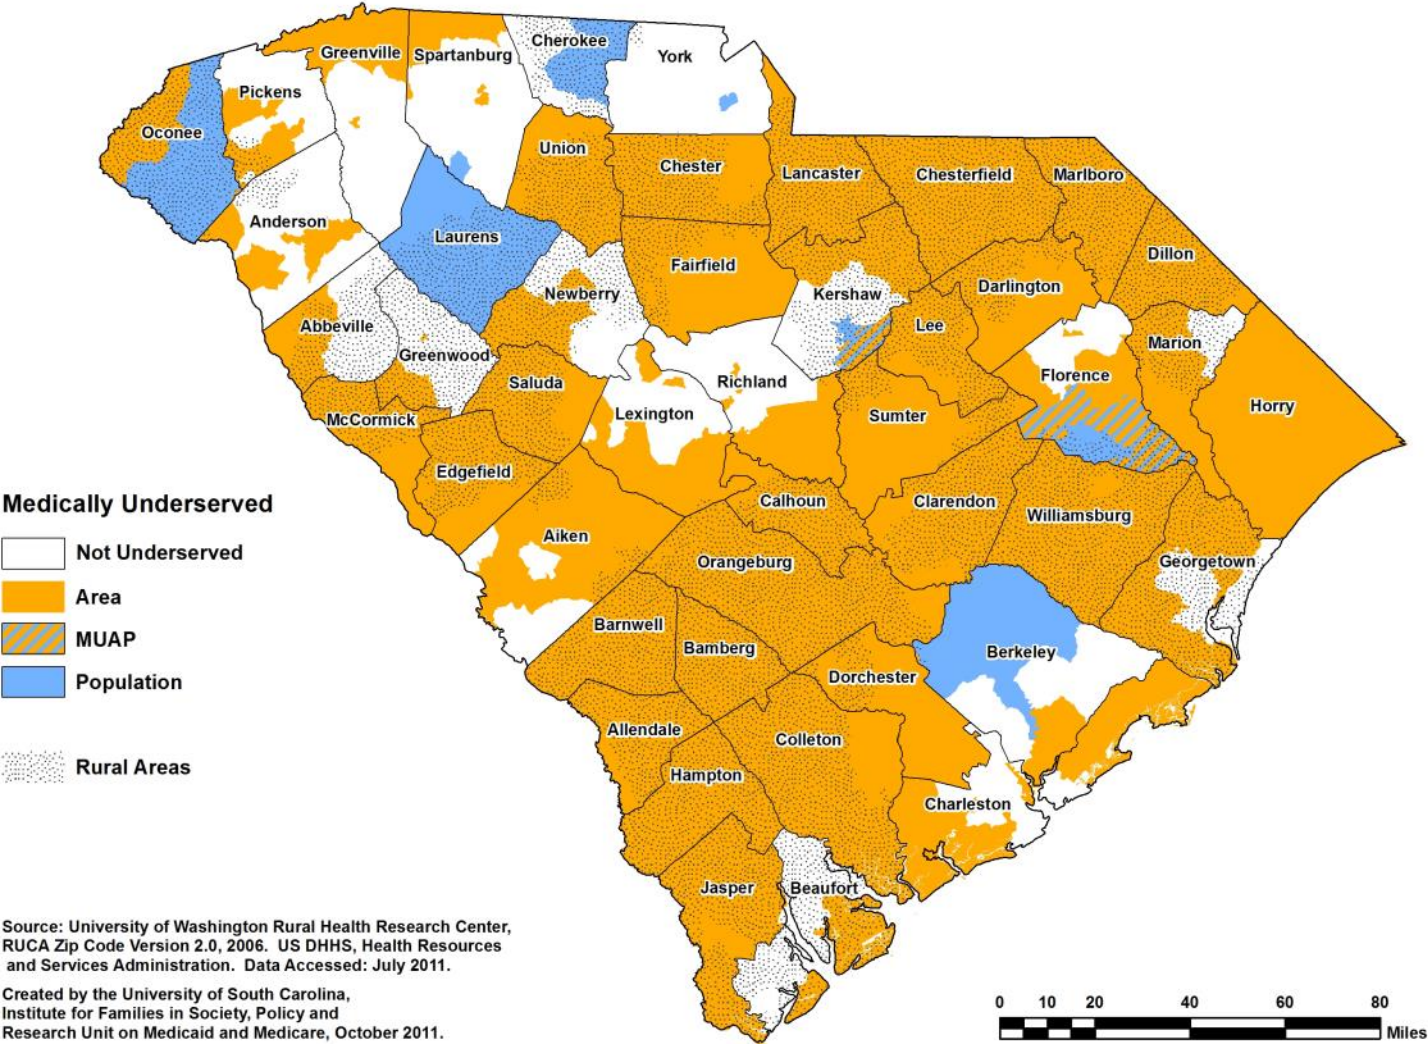 Cherokee
Greenville
Spartanburg
York
Pickens
Oconee
Union
Chester
Lancaster
Chesterfield
Marlboro
Anderson
Laurens
Dillon
Fairfield
Newberry
Kershaw
Darlington
Abbeville
Lee
Marion
Greenwood
Saluda
Richland
Florence
McCormick
Lexington
Sumter
Horry
Edgefield
Calhoun
Clarendon
Williamsburg
Aiken
Orangeburg
Georgetown
Barnwell
Bamberg
Berkeley
Dorchester
Allendale
Colleton
Hampton
Charleston
Jasper
Beaufort
Medically Underserved
Not Underserved
Area
MUAP
Population
Rural Areas
Source: University of Washington Rural Health Research Center,
RUCA Zip Code Version 2.0, 2006. US DHHS, Health Resources
and Services Administration. Data Accessed: July 2011.
Created by the University of South Carolina,
Institute for Families in Society, Policy and
Research Unit on Medicaid and Medicare, October 2011.
0 10 20 40 60 80
Miles